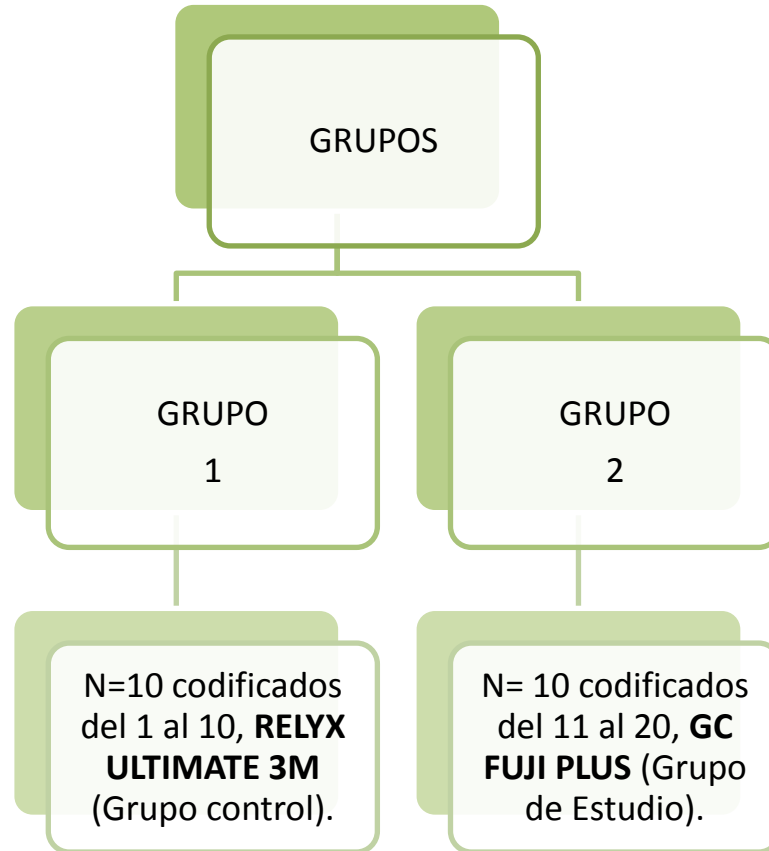 GRUPOS
GRUPO
1
GRUPO
2
N=10 codificados
del 1 al 10, RELYX
ULTIMATE 3M
(Grupo control).
N= 10 codificados
del 11 al 20, GC
FUJI PLUS (Grupo
de Estudio).